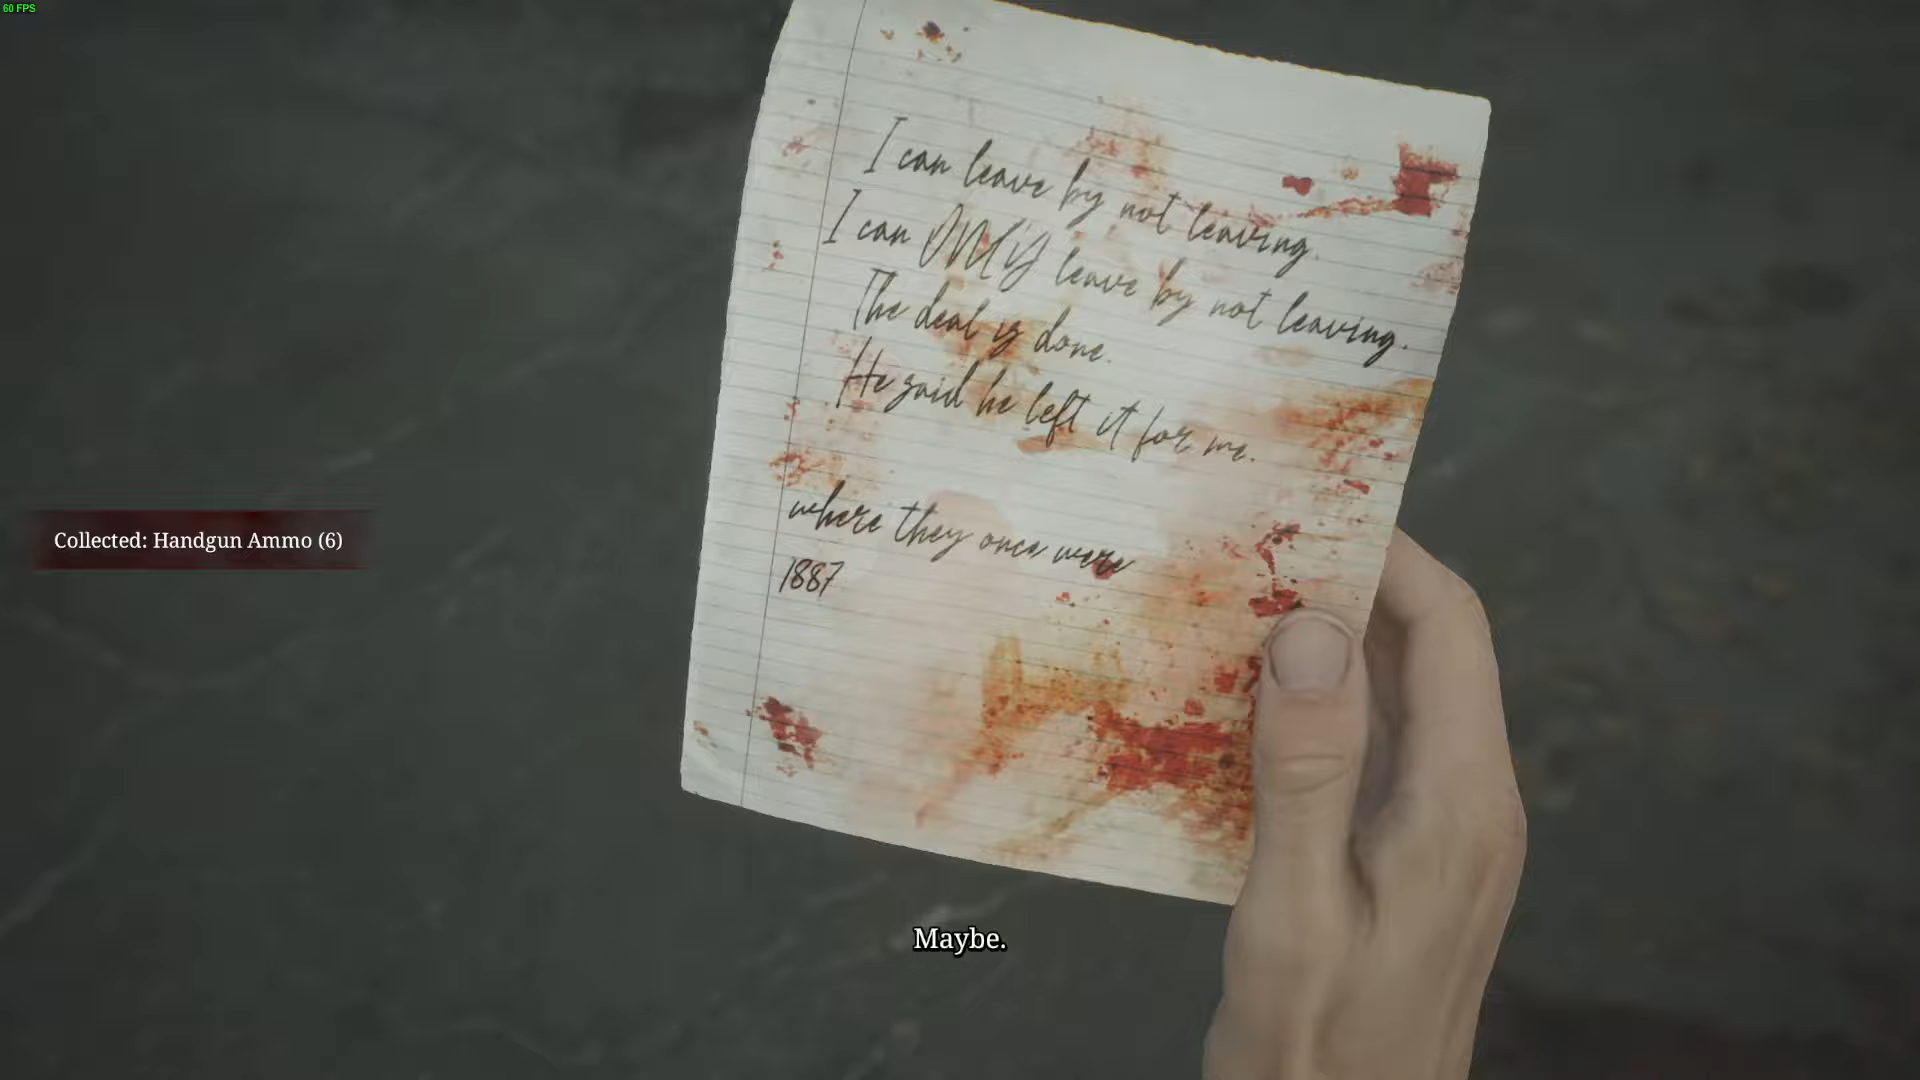 60 FPS
I can leave by not leaving.
I can ONLY leave by not leaving.
The deal is done.
He said he left it for me.
where they once were
1887
Collected: Handgun Ammo (6)
Maybe.